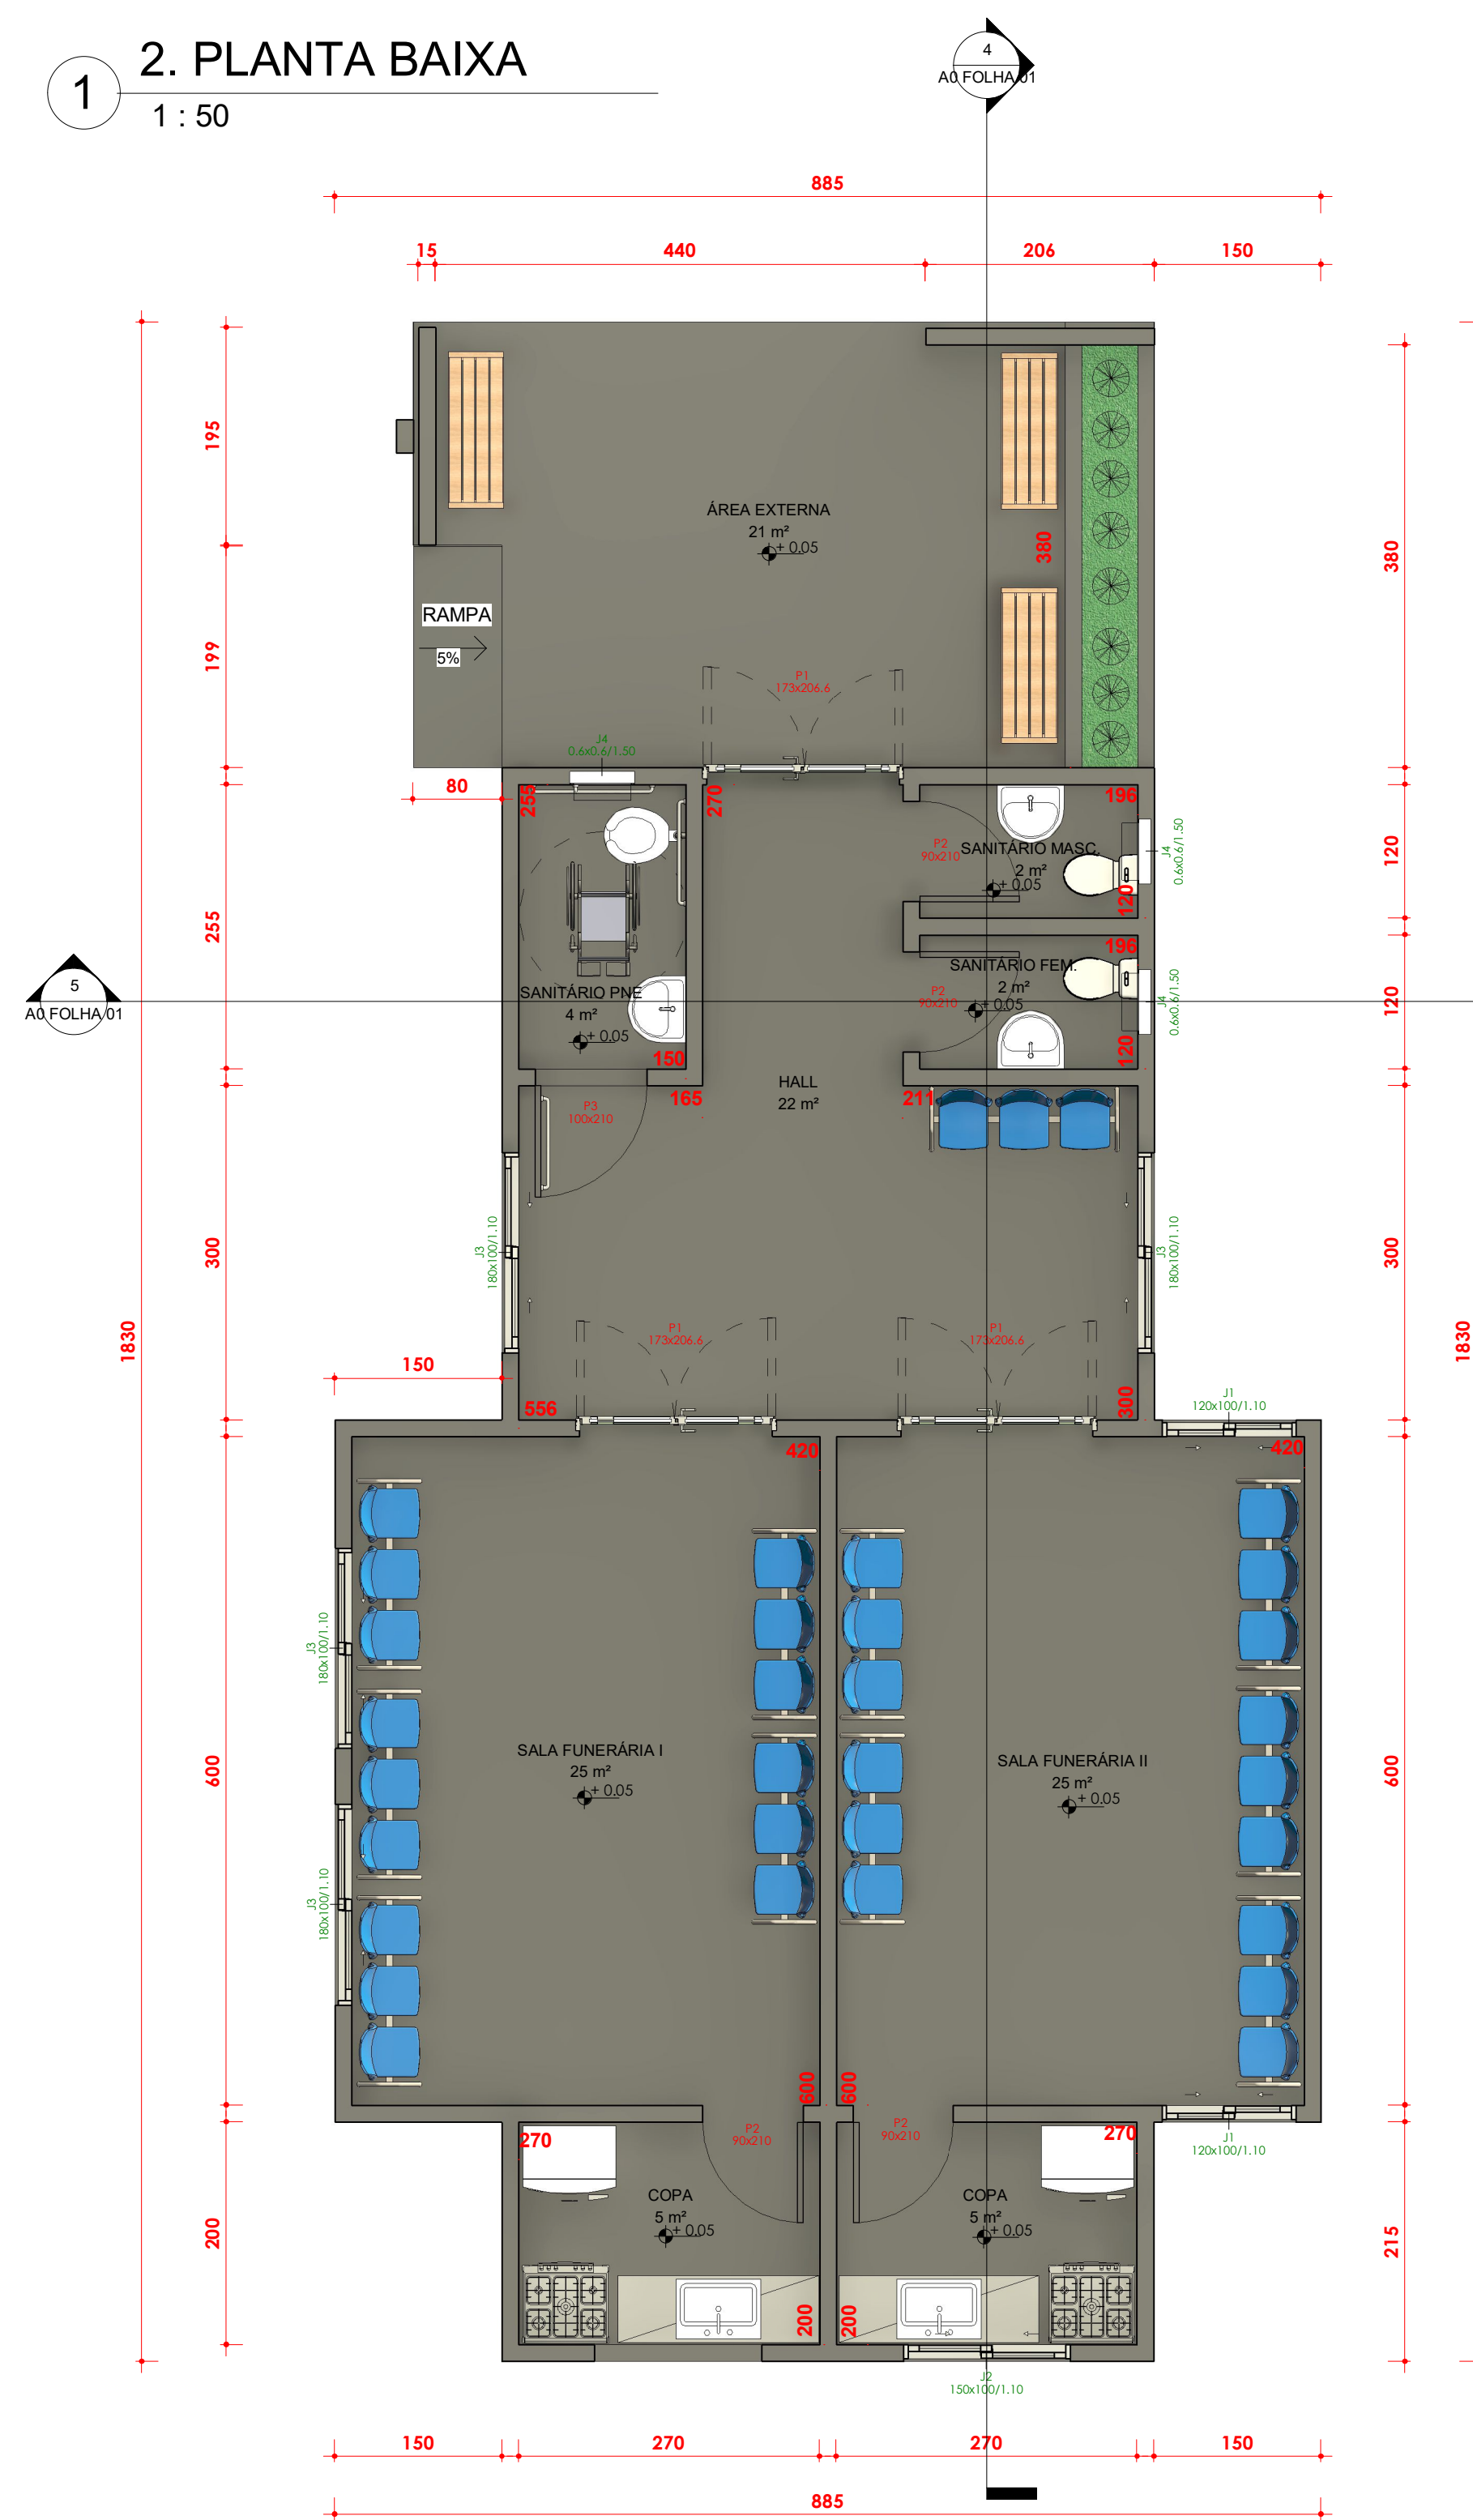 1
2. PLANTA BAIXA
1 : 50
4
A0 FOLHA/01
885
15
440
206
150
195
ÁREA EXTERNA
21 m²
+ 0.05
380
380
RAMPA
5%
199
P1
173x206.6
J4
0.6x0.6/1.50
80
255
270
196
P2
90x210
SANITÁRIO MASC.
2 m²
+ 0.05
120
J4
0.6x0.6/1.50
120
255
196
SANITÁRIO FEM.
2 m²
+ 0.05
P2
90x210
120
J4
0.6x0.6/1.50
120
5
A0 FOLHA/01
SANITÁRIO PNE
4 m²
+ 0.05
150
165
HALL
22 m²
211
P3
100x210
300
J3
180x100/1.10
J3
180x100/1.10
300
1830
1830
P1
173x206.6
P1
173x206.6
150
556
300
J1
120x100/1.10
420
420
J3
180x100/1.10
SALA FUNERÁRIA I
25 m²
+ 0.05
SALA FUNERÁRIA II
25 m²
+ 0.05
600
600
J3
180x100/1.10
600
600
P2
90x210
P2
90x210
270
270
J1
120x100/1.10
COPA
5 m²
+ 0.05
COPA
5 m²
+ 0.05
200
215
200
200
J2
150x100/1.10
150
270
270
150
885